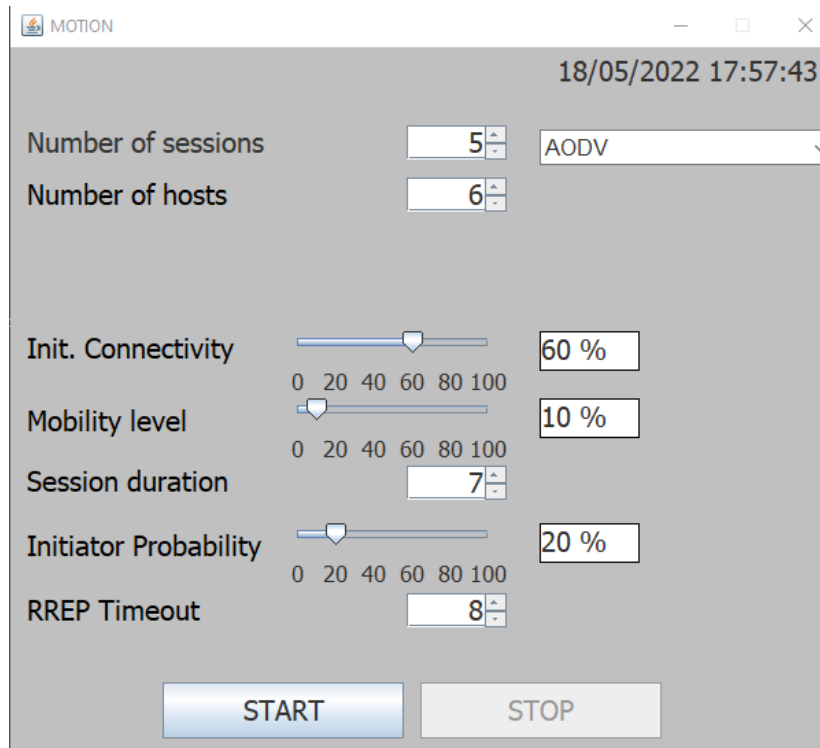 MOTION
18/05/2022 17:57:43
Number of sessions 5 AODV
Number of hosts 6
Init. Connectivity 60 %
0 20 40 60 80 100
Mobility level 10 %
0 20 40 60 80 100
Session duration 7
Initiator Probability 20 %
0 20 40 60 80 100
RREP Timeout 8
START STOP